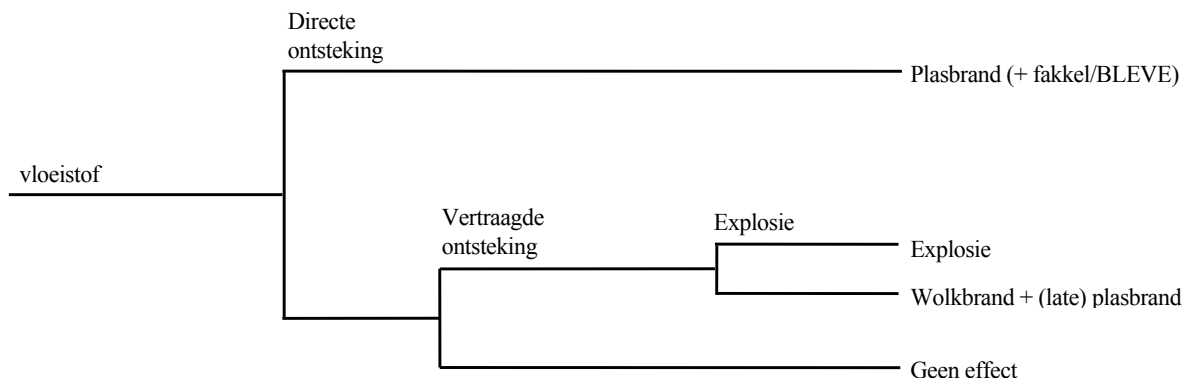 Directe
ontsteking
Plasbrand (+ fakkel/BLEVE)
vloeistof
Vertraagde
ontsteking
Explosie
Explosie
Wolkbrand + (late) plasbrand
Geen effect